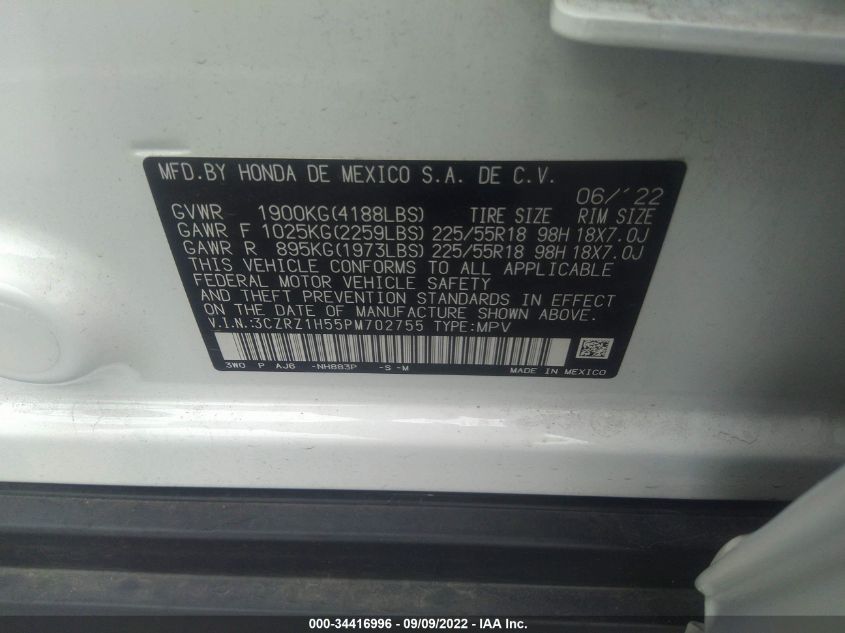 MFD.BY HONDA DE MEXICO S.A. DE C.V.
06/'22
GVWR 1900KG(4188LBS) TIRE SIZE RIM SIZE
GAWR F 1025KG(2259LBS) 225/55R18 98H 18X7.0J
GAWR R 895KG(1973LBS) 225/55R18 98H 18X7.0J
THIS VEHICLE CONFORMS TO ALL APPLICABLE
FEDERAL MOTOR VEHICLE SAFETY
AND THEFT PREVENTION STANDARDS IN EFFECT
ON THE DATE OF MANUFACTURE SHOWN ABOVE.
V.I.N.:3CZRZ1H55PM702755 TYPE:MPV
3W0 P AJ6 -NH883P -S -M MADE IN MEXICO
000-34416996 - 09/09/2022 - IAA Inc.